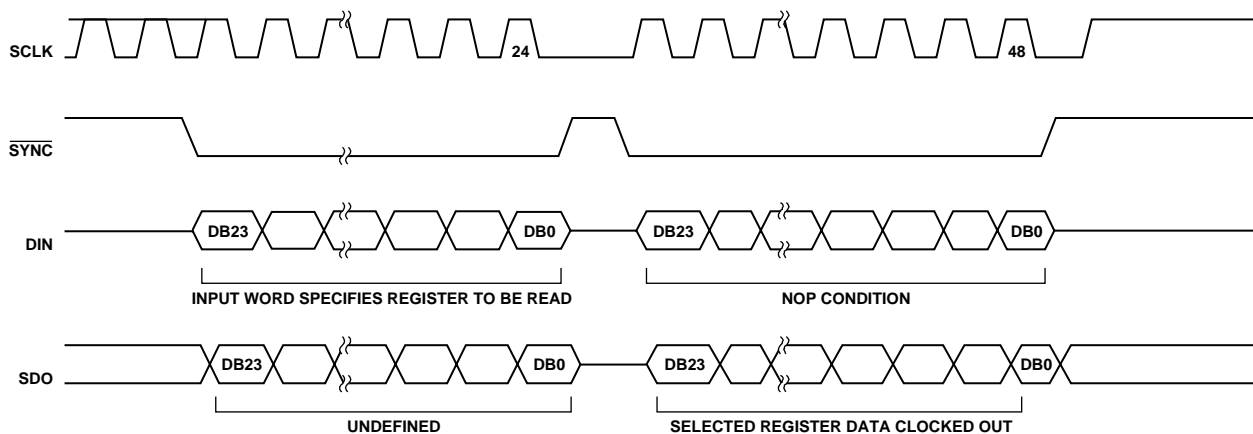 SCLK
24
48
SYNC
DIN
DB23
DB0
DB23
DB0
INPUT WORD SPECIFIES REGISTER TO BE READ
NOP CONDITION
SDO
DB23
DB0
DB23
DB0
UNDEFINED
SELECTED REGISTER DATA CLOCKED OUT